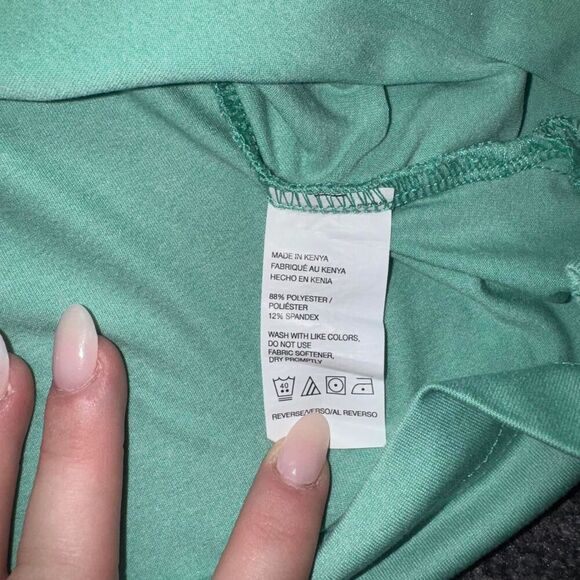 MADE IN KENYA
FABRIQUÉ AU KENYA
HECHO EN KENIA
88% POLYESTER /
POLIÉSTER
12% SPANDEX
WASH WITH LIKE COLORS,
DO NOT USE
FABRIC SOFTENER,
DRY PROMPTLY
40
REVERSE/VERSO/AL REVERSO